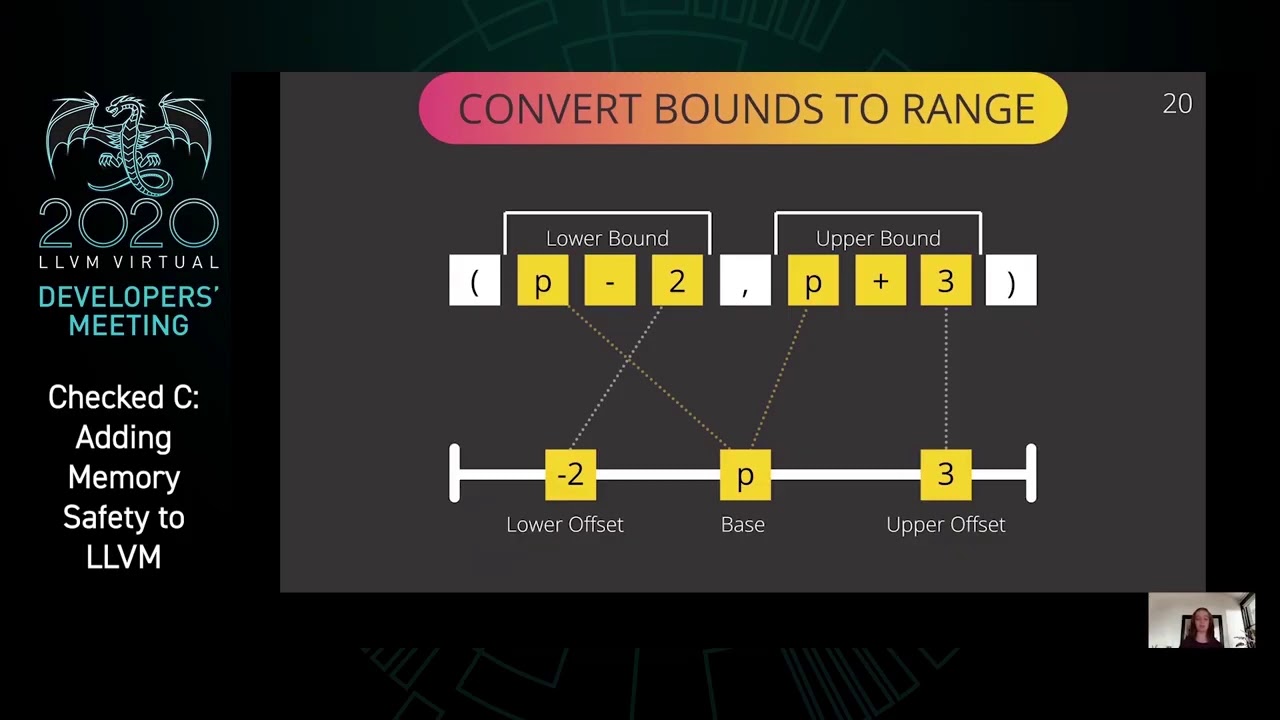 2020
LLVM VIRTUAL
DEVELOPERS'
MEETING
Checked C:
Adding
Memory
Safety to
LLVM
CONVERT BOUNDS TO RANGE
20
Lower Bound Upper Bound
( p - 2 , p + 3 )
-2 p 3
Lower Offset Base Upper Offset